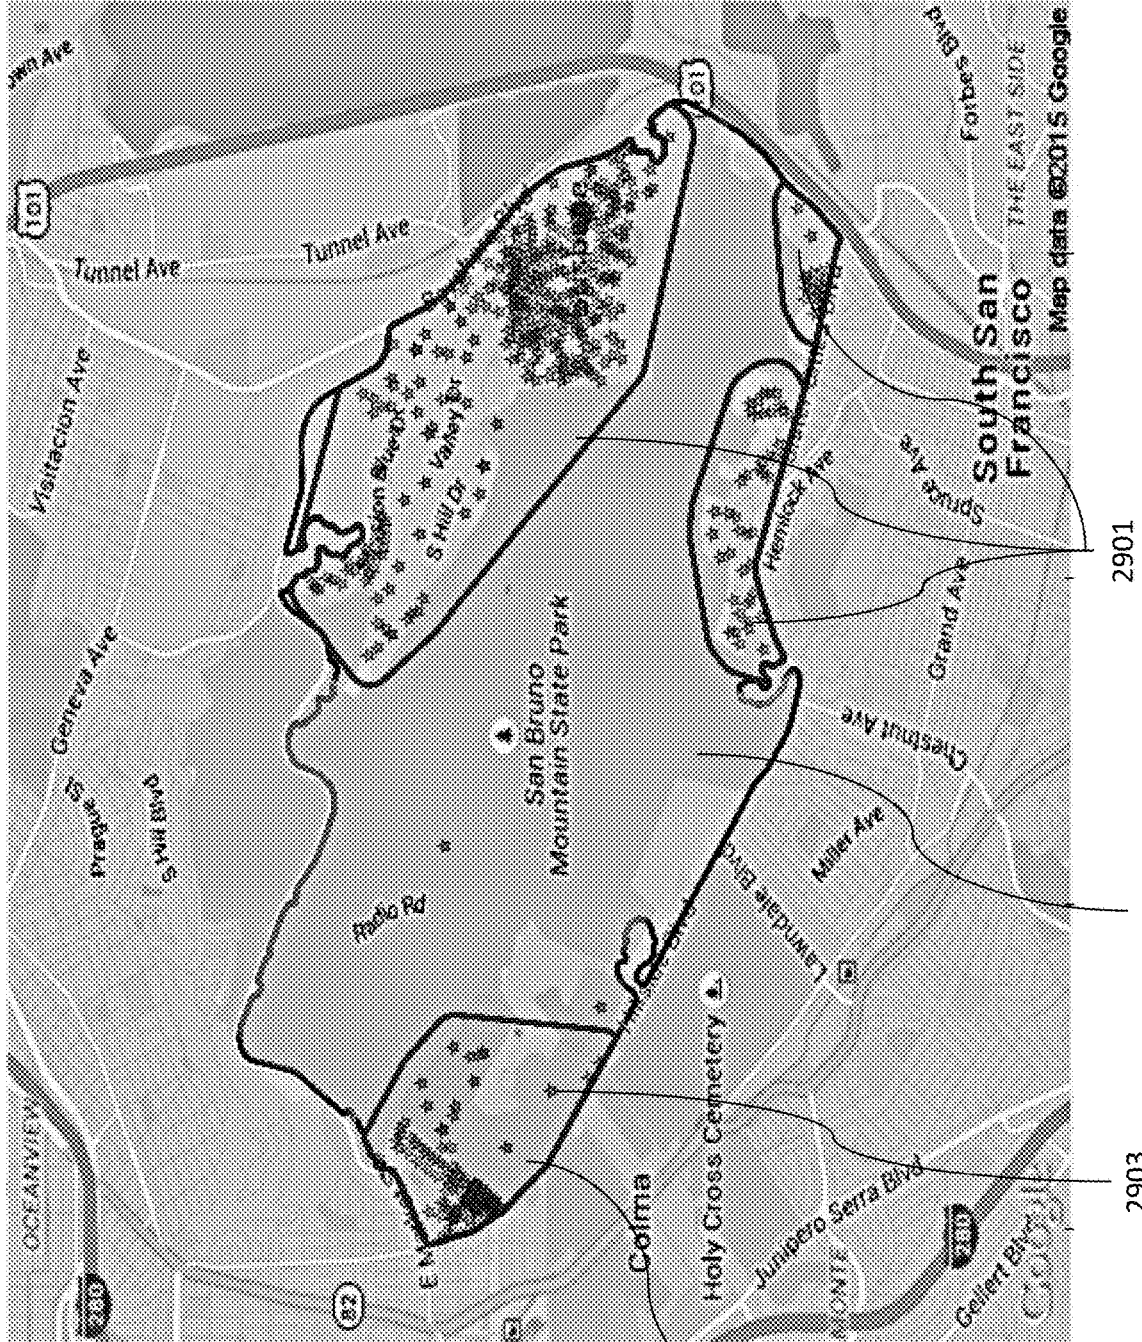 OCEANVIEW
280
101
Visitacion Ave
Geneva Ave
Prague St
S Hill Blvd
Tunnel Ave
Tunnel Ave
82
Radio Rd
Valley Dr
S Hill Dr
San Bruno
Mountain State Park
101
Colma
Holy Cross Cemetery
Lawndale Blvd
Hemlock Ave
Junipero Serra Blvd
Miller Ave
Chestnut Ave
Grand Ave
Spruce Ave
280
Forbes Blvd
South San
Francisco
THE EAST SIDE
Map data ©2015 Google
2903
2901